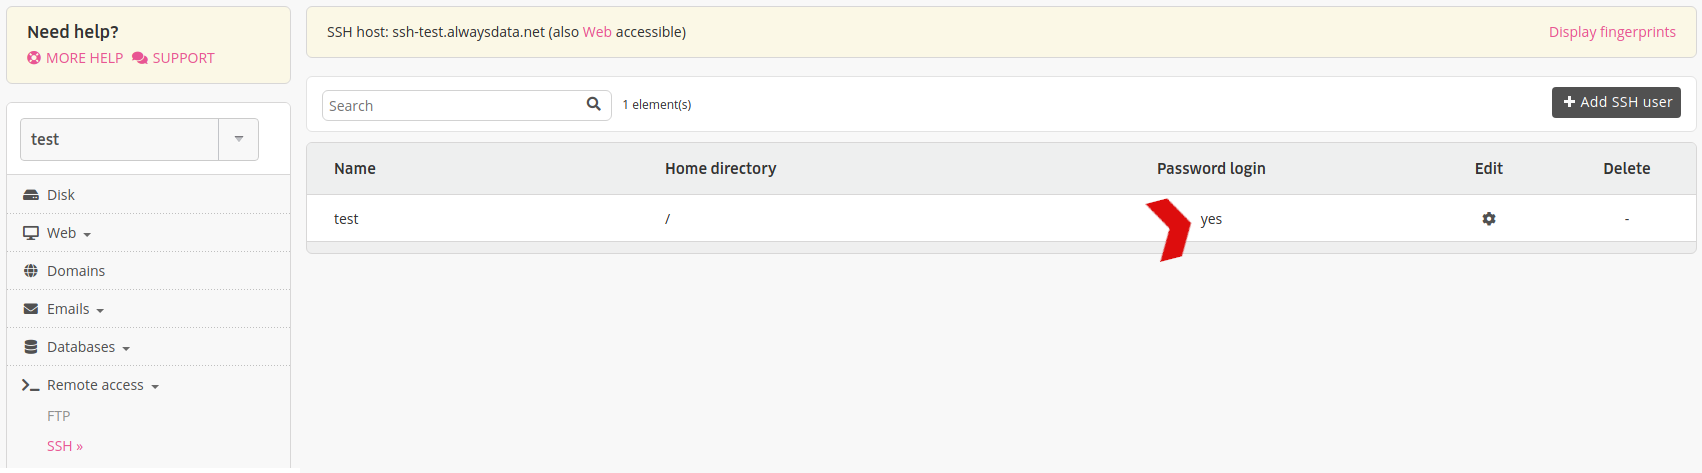 Need help?
MORE HELP SUPPORT
test
Disk
Web
Domains
Emails
Databases
Remote access
FTP
SSH »
SSH host: ssh-test.alwaysdata.net (also Web accessible)
Display fingerprints
Search
1 element(s)
+ Add SSH user
Name Home directory Password login Edit Delete
test / yes -